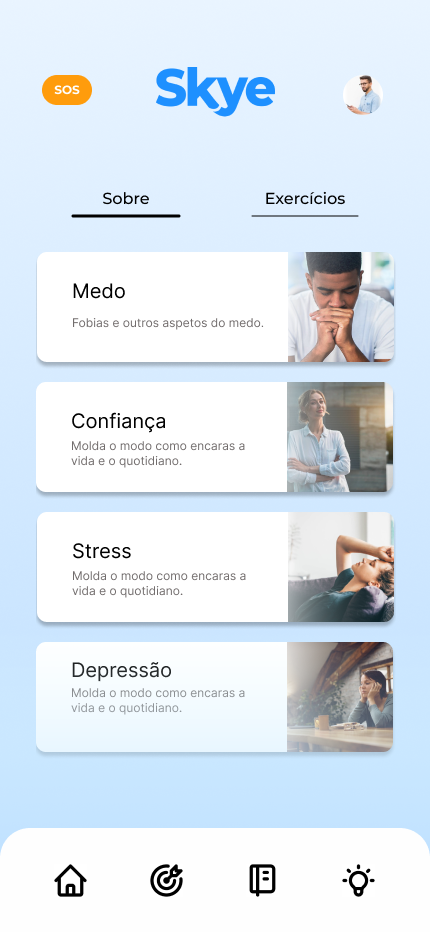 SOS
Skye
Sobre
Exercícios
Medo
Fobias e outros aspetos do medo.
Confiança
Molda o modo como encaras a
vida e o quotidiano.
Stress
Molda o modo como encaras a
vida e o quotidiano.
Depressão
Molda o modo como encaras a
vida e o quotidiano.